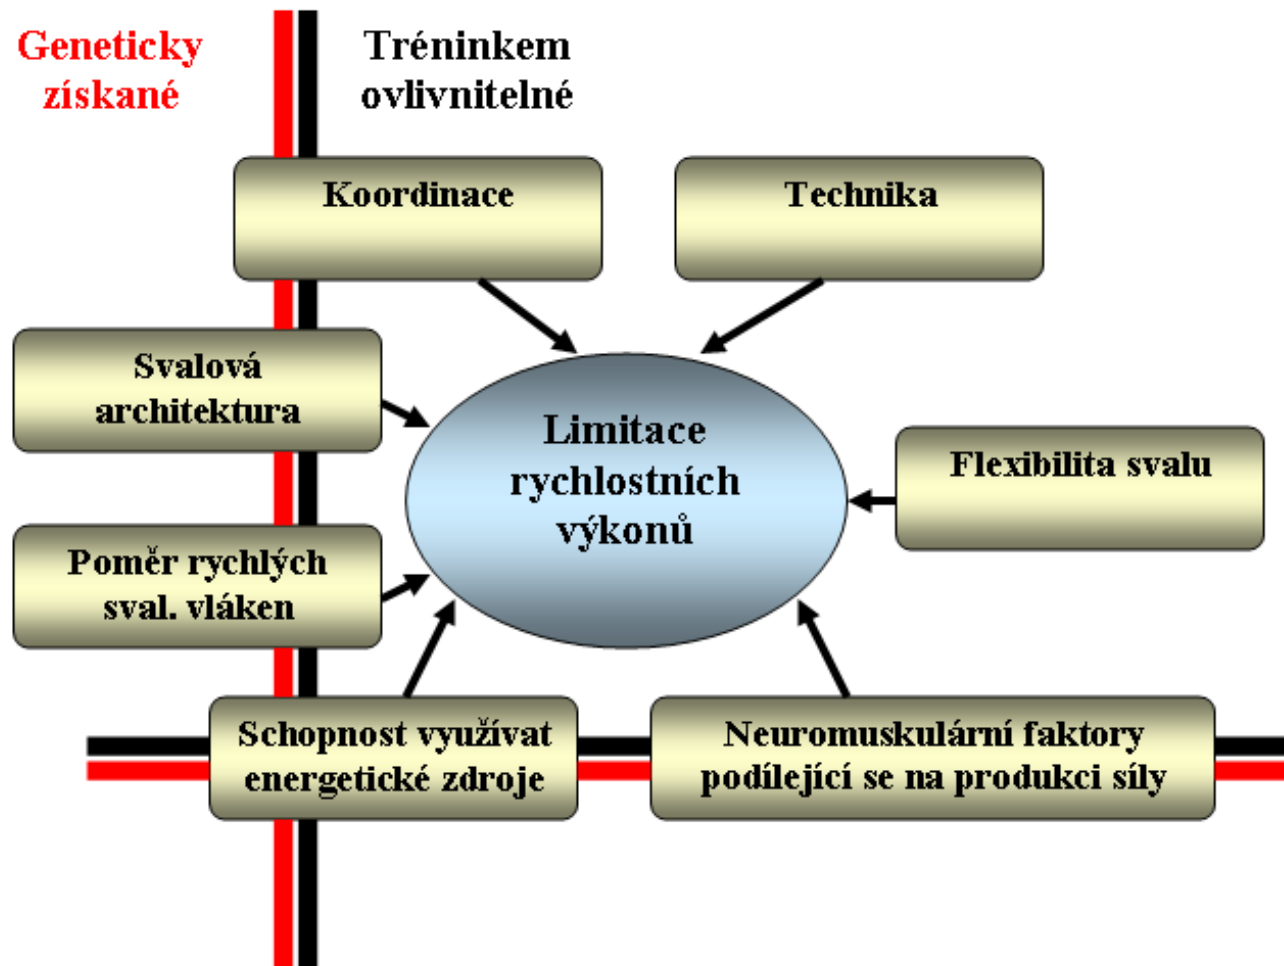 Geneticky
získané
Tréninkem
ovlivnitelné
Koordinace
Technika
Svalová
architektura
Limitace
rychlostních
výkonů
Flexibilita svalu
Poměr rychlých
sval. vláken
Schopnost využívat
energetické zdroje
Neuromuskulární faktory
podílející se na produkci síly